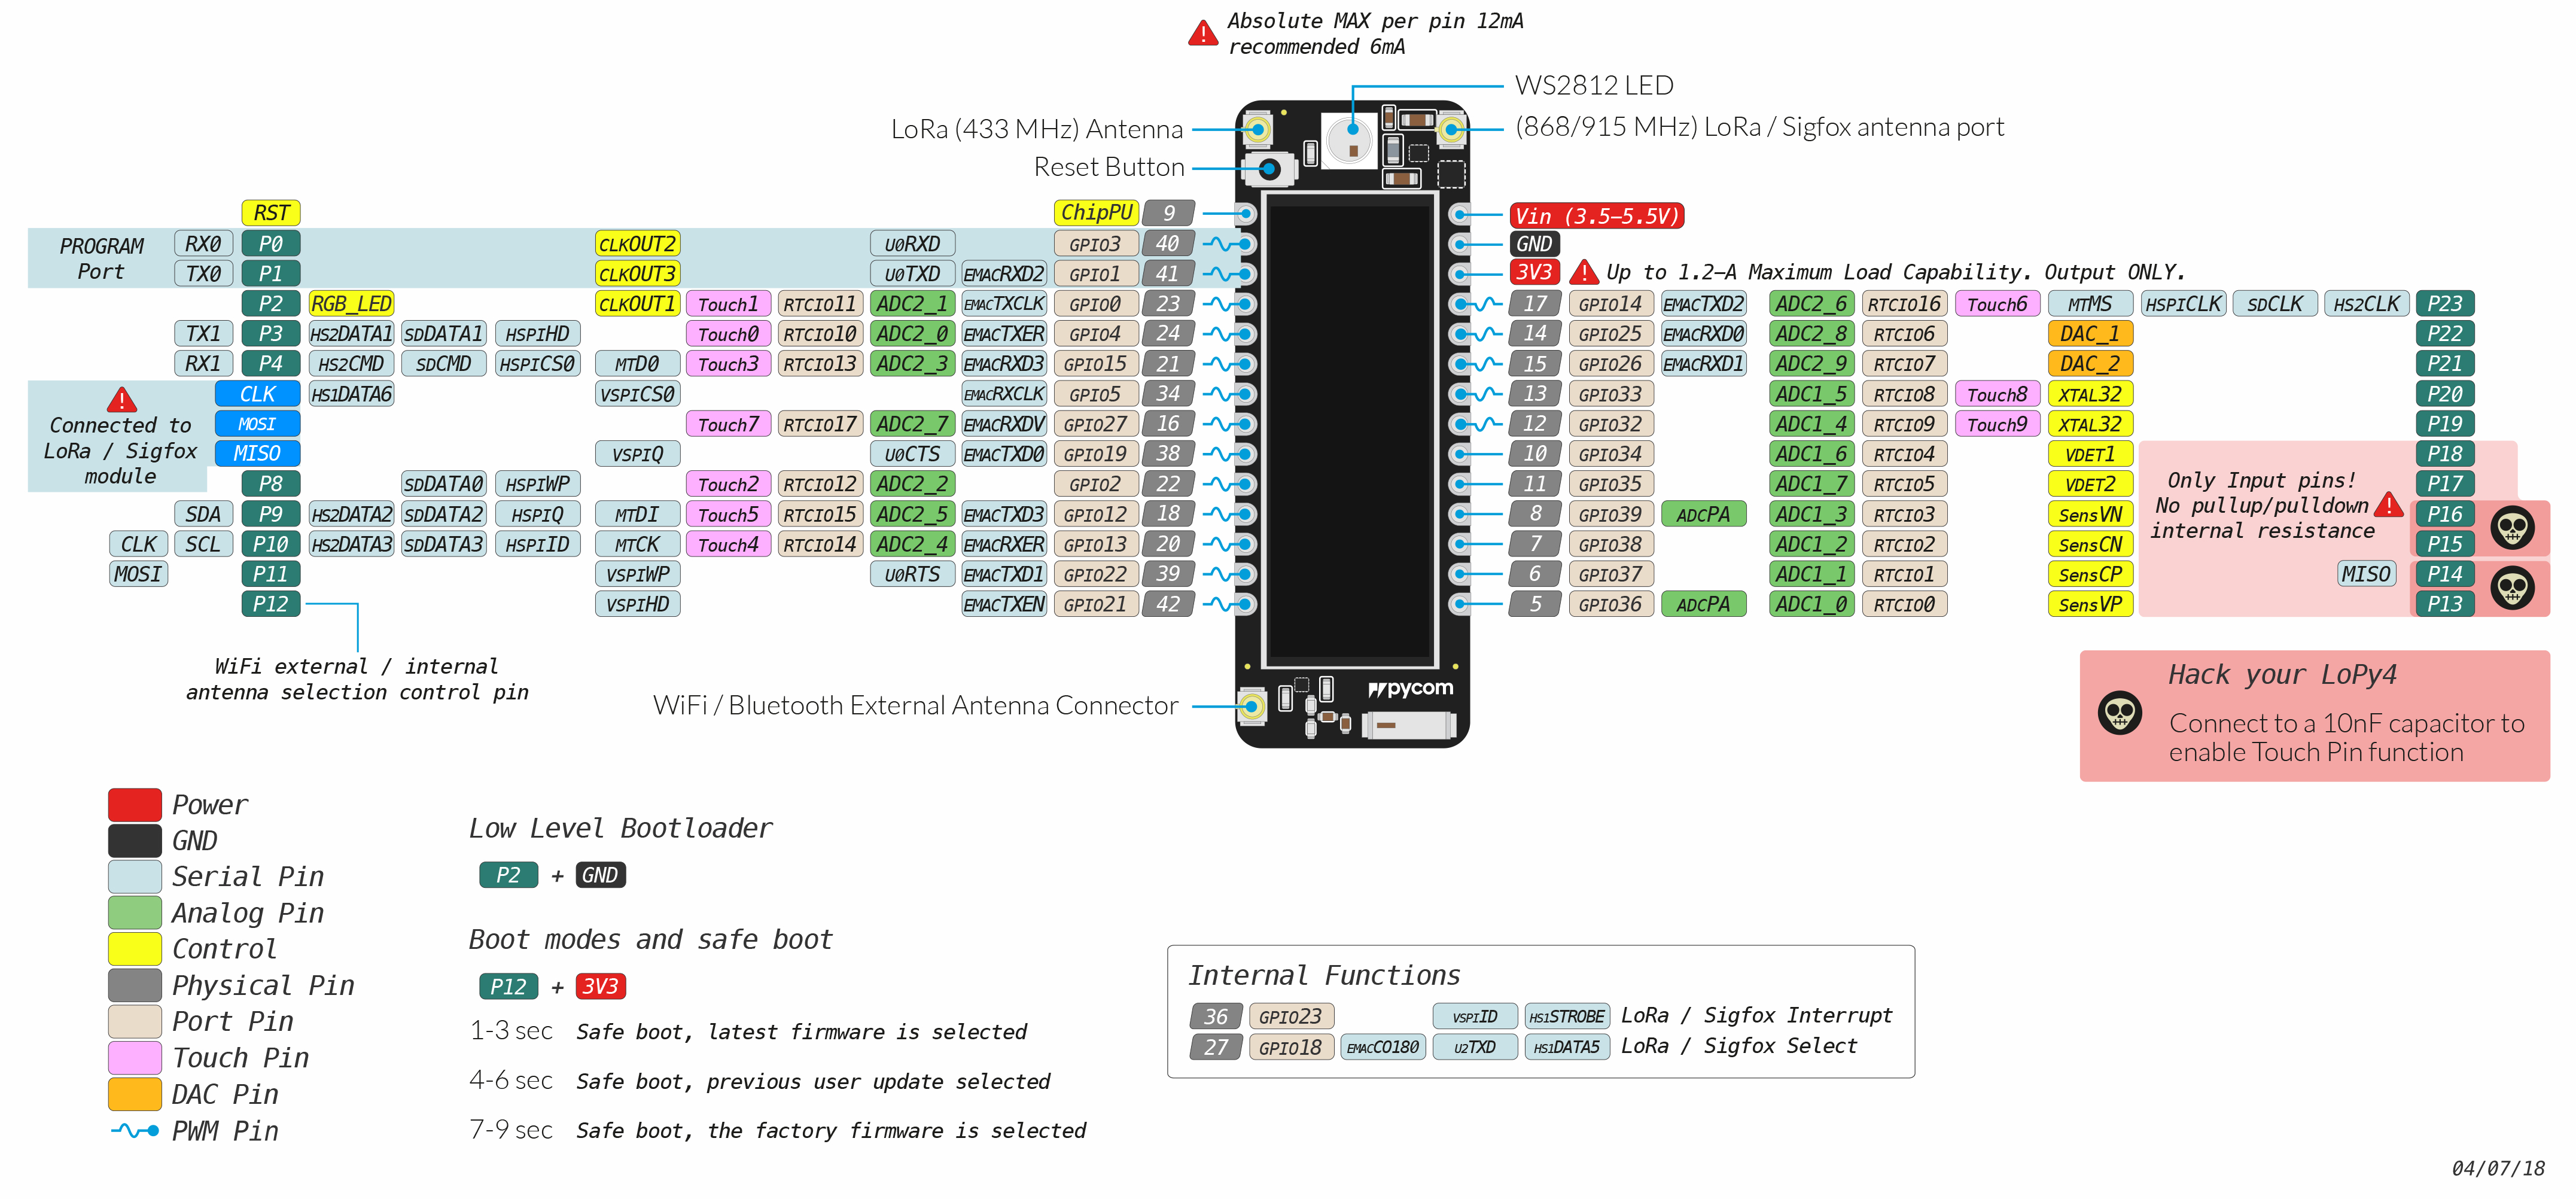 Absolute MAX per pin 12mA
recommended 6mA
WS2812 LED
LoRa (433 MHz) Antenna
(868/915 MHz) LoRa / Sigfox antenna port
Reset Button
RST ChipPU 9 Vin (3.5–5.5V)
PROGRAM Port
RX0 P0 CLKOUT2 U0RXD GPIO3 40 GND
TX0 P1 CLKOUT3 U0TXD EMACRXD2 GPIO1 41 3V3 Up to 1.2–A Maximum Load Capability. Output ONLY.
P2 RGB_LED CLKOUT1 Touch1 RTCIO11 ADC2_1 EMACTXCLK GPIO0 23 17 GPIO14 EMACTXD2 ADC2_6 RTCIO16 Touch6 MTMS HSPICLK SDCLK HS2CLK P23
TX1 P3 HS2DATA1 SDDATA1 HSPIHD Touch0 RTCIO10 ADC2_0 EMACTXER GPIO4 24 14 GPIO25 EMACRXD0 ADC2_8 RTCIO6 DAC_1 P22
RX1 P4 HS2CMD SDCMD HSPICS0 MTD0 Touch3 RTCIO13 ADC2_3 EMACRXD3 GPIO15 21 15 GPIO26 EMACRXD1 ADC2_9 RTCIO7 DAC_2 P21
CLK HS1DATA6 VSPICS0 EMACRXCLK GPIO5 34 13 GPIO33 ADC1_5 RTCIO8 Touch8 XTAL32 P20
Connected to
LoRa / Sigfox
module
MOSI Touch7 RTCIO17 ADC2_7 EMACRXDV GPIO27 16 12 GPIO32 ADC1_4 RTCIO9 Touch9 XTAL32 P19
MISO VSPIQ U0CTS EMACTXD0 GPIO19 38 10 GPIO34 ADC1_6 RTCIO4 VDET1 P18
P8 SDDATA0 HSPIWP Touch2 RTCIO12 ADC2_2 GPIO2 22 11 GPIO35 ADC1_7 RTCIO5 VDET2 P17
Only Input pins!
No pullup/pulldown
internal resistance
SDA P9 HS2DATA2 SDDATA2 HSPIQ MTDI Touch5 RTCIO15 ADC2_5 EMACTXD3 GPIO12 18 8 GPIO39 ADCPA ADC1_3 RTCIO3 SensVN P16
CLK SCL P10 HS2DATA3 SDDATA3 HSPIID MTCK Touch4 RTCIO14 ADC2_4 EMACRXER GPIO13 20 7 GPIO38 ADC1_2 RTCIO2 SensCN P15
MOSI P11 VSPIWP U0RTS EMACTXD1 GPIO22 39 6 GPIO37 ADC1_1 RTCIO1 SensCP MISO P14
P12 VSPIHD EMACTXEN GPIO21 42 5 GPIO36 ADCPA ADC1_0 RTCIO0 SensVP P13
WiFi external / internal
antenna selection control pin
WiFi / Bluetooth External Antenna Connector
pycom
Hack your LoPy4
Connect to a 10nF capacitor to
enable Touch Pin function
Power
GND
Serial Pin
Analog Pin
Control
Physical Pin
Port Pin
Touch Pin
DAC Pin
PWM Pin
Low Level Bootloader
P2 + GND
Boot modes and safe boot
P12 + 3V3
1-3 sec Safe boot, latest firmware is selected
4-6 sec Safe boot, previous user update selected
7-9 sec Safe boot, the factory firmware is selected
Internal Functions
36 GPIO23 VSPIID HS1STROBE LoRa / Sigfox Interrupt
27 GPIO18 EMACCO180 U2TXD HS1DATA5 LoRa / Sigfox Select
04/07/18